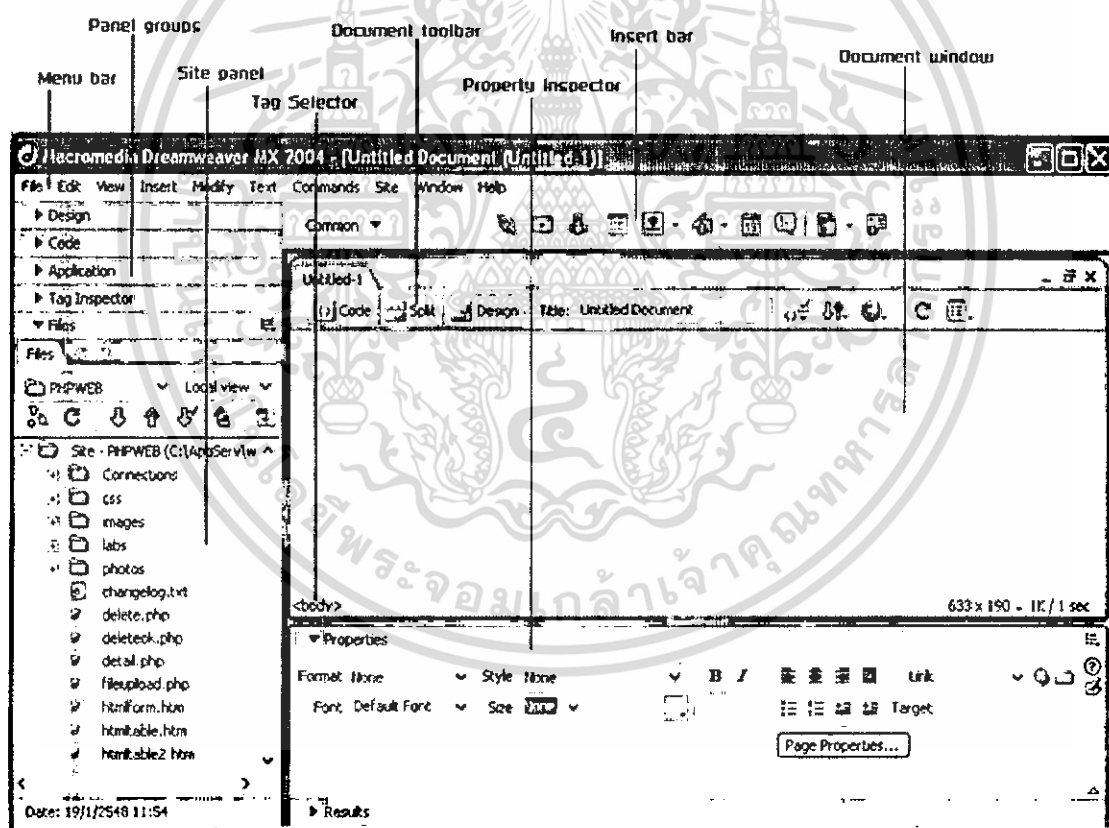 Panel groups
Document toolbar
Insert bar
Document window
Menu bar
Site panel
Property Inspector
Tag Selector
Macromedia Dreamweaver MX 2004 - [Untitled Document (Untitled-1)]
File Edit View Insert Modify Text Commands Site Window Help
Design
Common
Code
Application
Untitled-1
Tag Inspector
Code Split Design Title: Untitled Document
Files
Files
PHPWEB Local view
Site - PHPWEB (C:\AppServ\w
Connections
css
images
labs
photos
changelog.txt
delete.php
deleteok.php
detail.php
fileupload.php
htmlform.htm
htmltable.htm
htmltable2.htm
<body>
633 x 190 - 1K / 1 sec
Properties
Format None Style None B I Link
Font Default Font Size None Target
Page Properties...
Date: 19/1/2548 11:54
Results